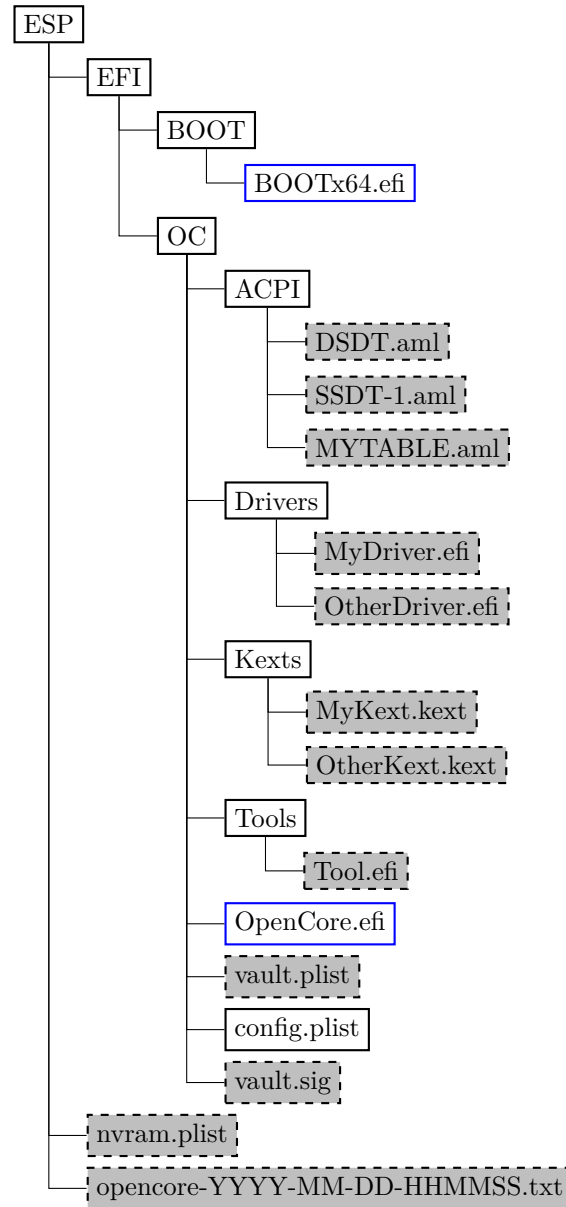 ESP
EFI
BOOT
BOOTx64.efi
OC
ACPI
DSDT.aml
SSDT-1.aml
MYTABLE.aml
Drivers
MyDriver.efi
OtherDriver.efi
Kexts
MyKext.kext
OtherKext.kext
Tools
Tool.efi
OpenCore.efi
vault.plist
config.plist
vault.sig
nvram.plist
opencore-YYYY-MM-DD-HHMMSS.txt